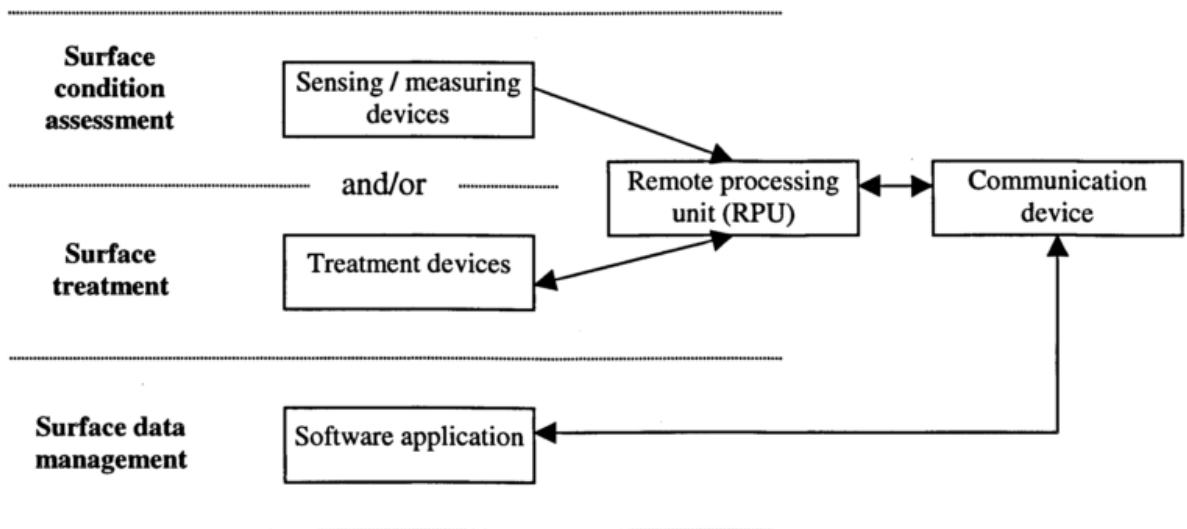 Surface
condition
assessment
Sensing / measuring
devices
and/or
Remote processing
unit (RPU)
Communication
device
Surface
treatment
Treatment devices
Surface data
management
Software application